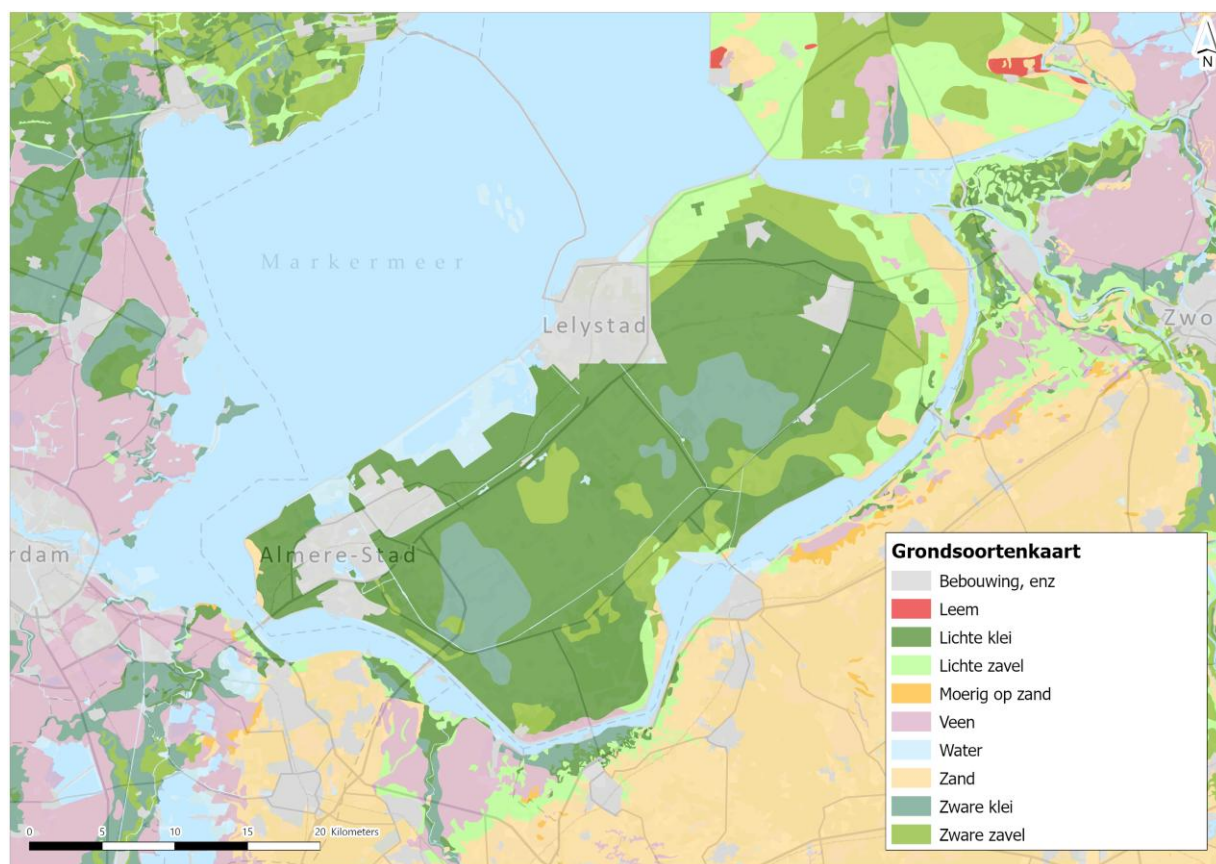 N
Markermeer
Lelystad
Zwo
rdam
Almere-Stad
Grondsoortenkaart
Bebouwing, enz
Leem
Lichte klei
Lichte zavel
Moerig op zand
Veen
Water
Zand
Zware klei
Zware zavel
0 5 10 15 20 Kilometers